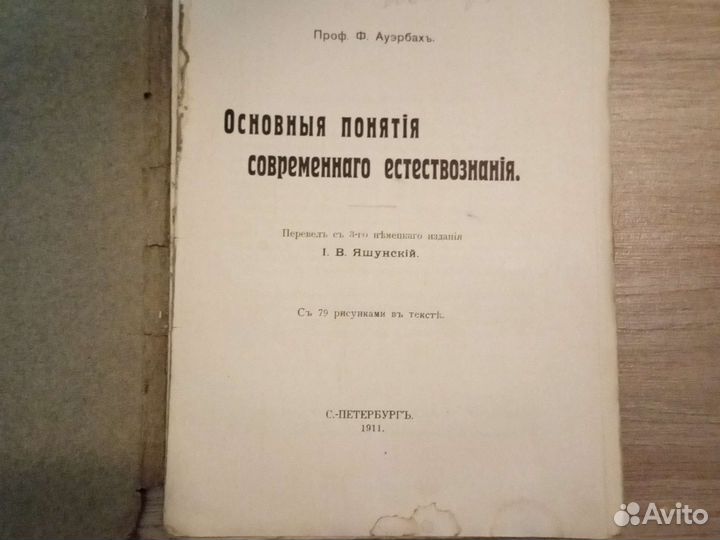 Проф. Ф. Ауэрбахъ.
Основныя понятія
современнаго естествознанія.
Перевелъ съ 3-го нѣмецкаго изданія
І. В. Яшунскій.
Съ 79 рисунками въ текстѣ.
С.-ПЕТЕРБУРГЪ.
1911.
Avito